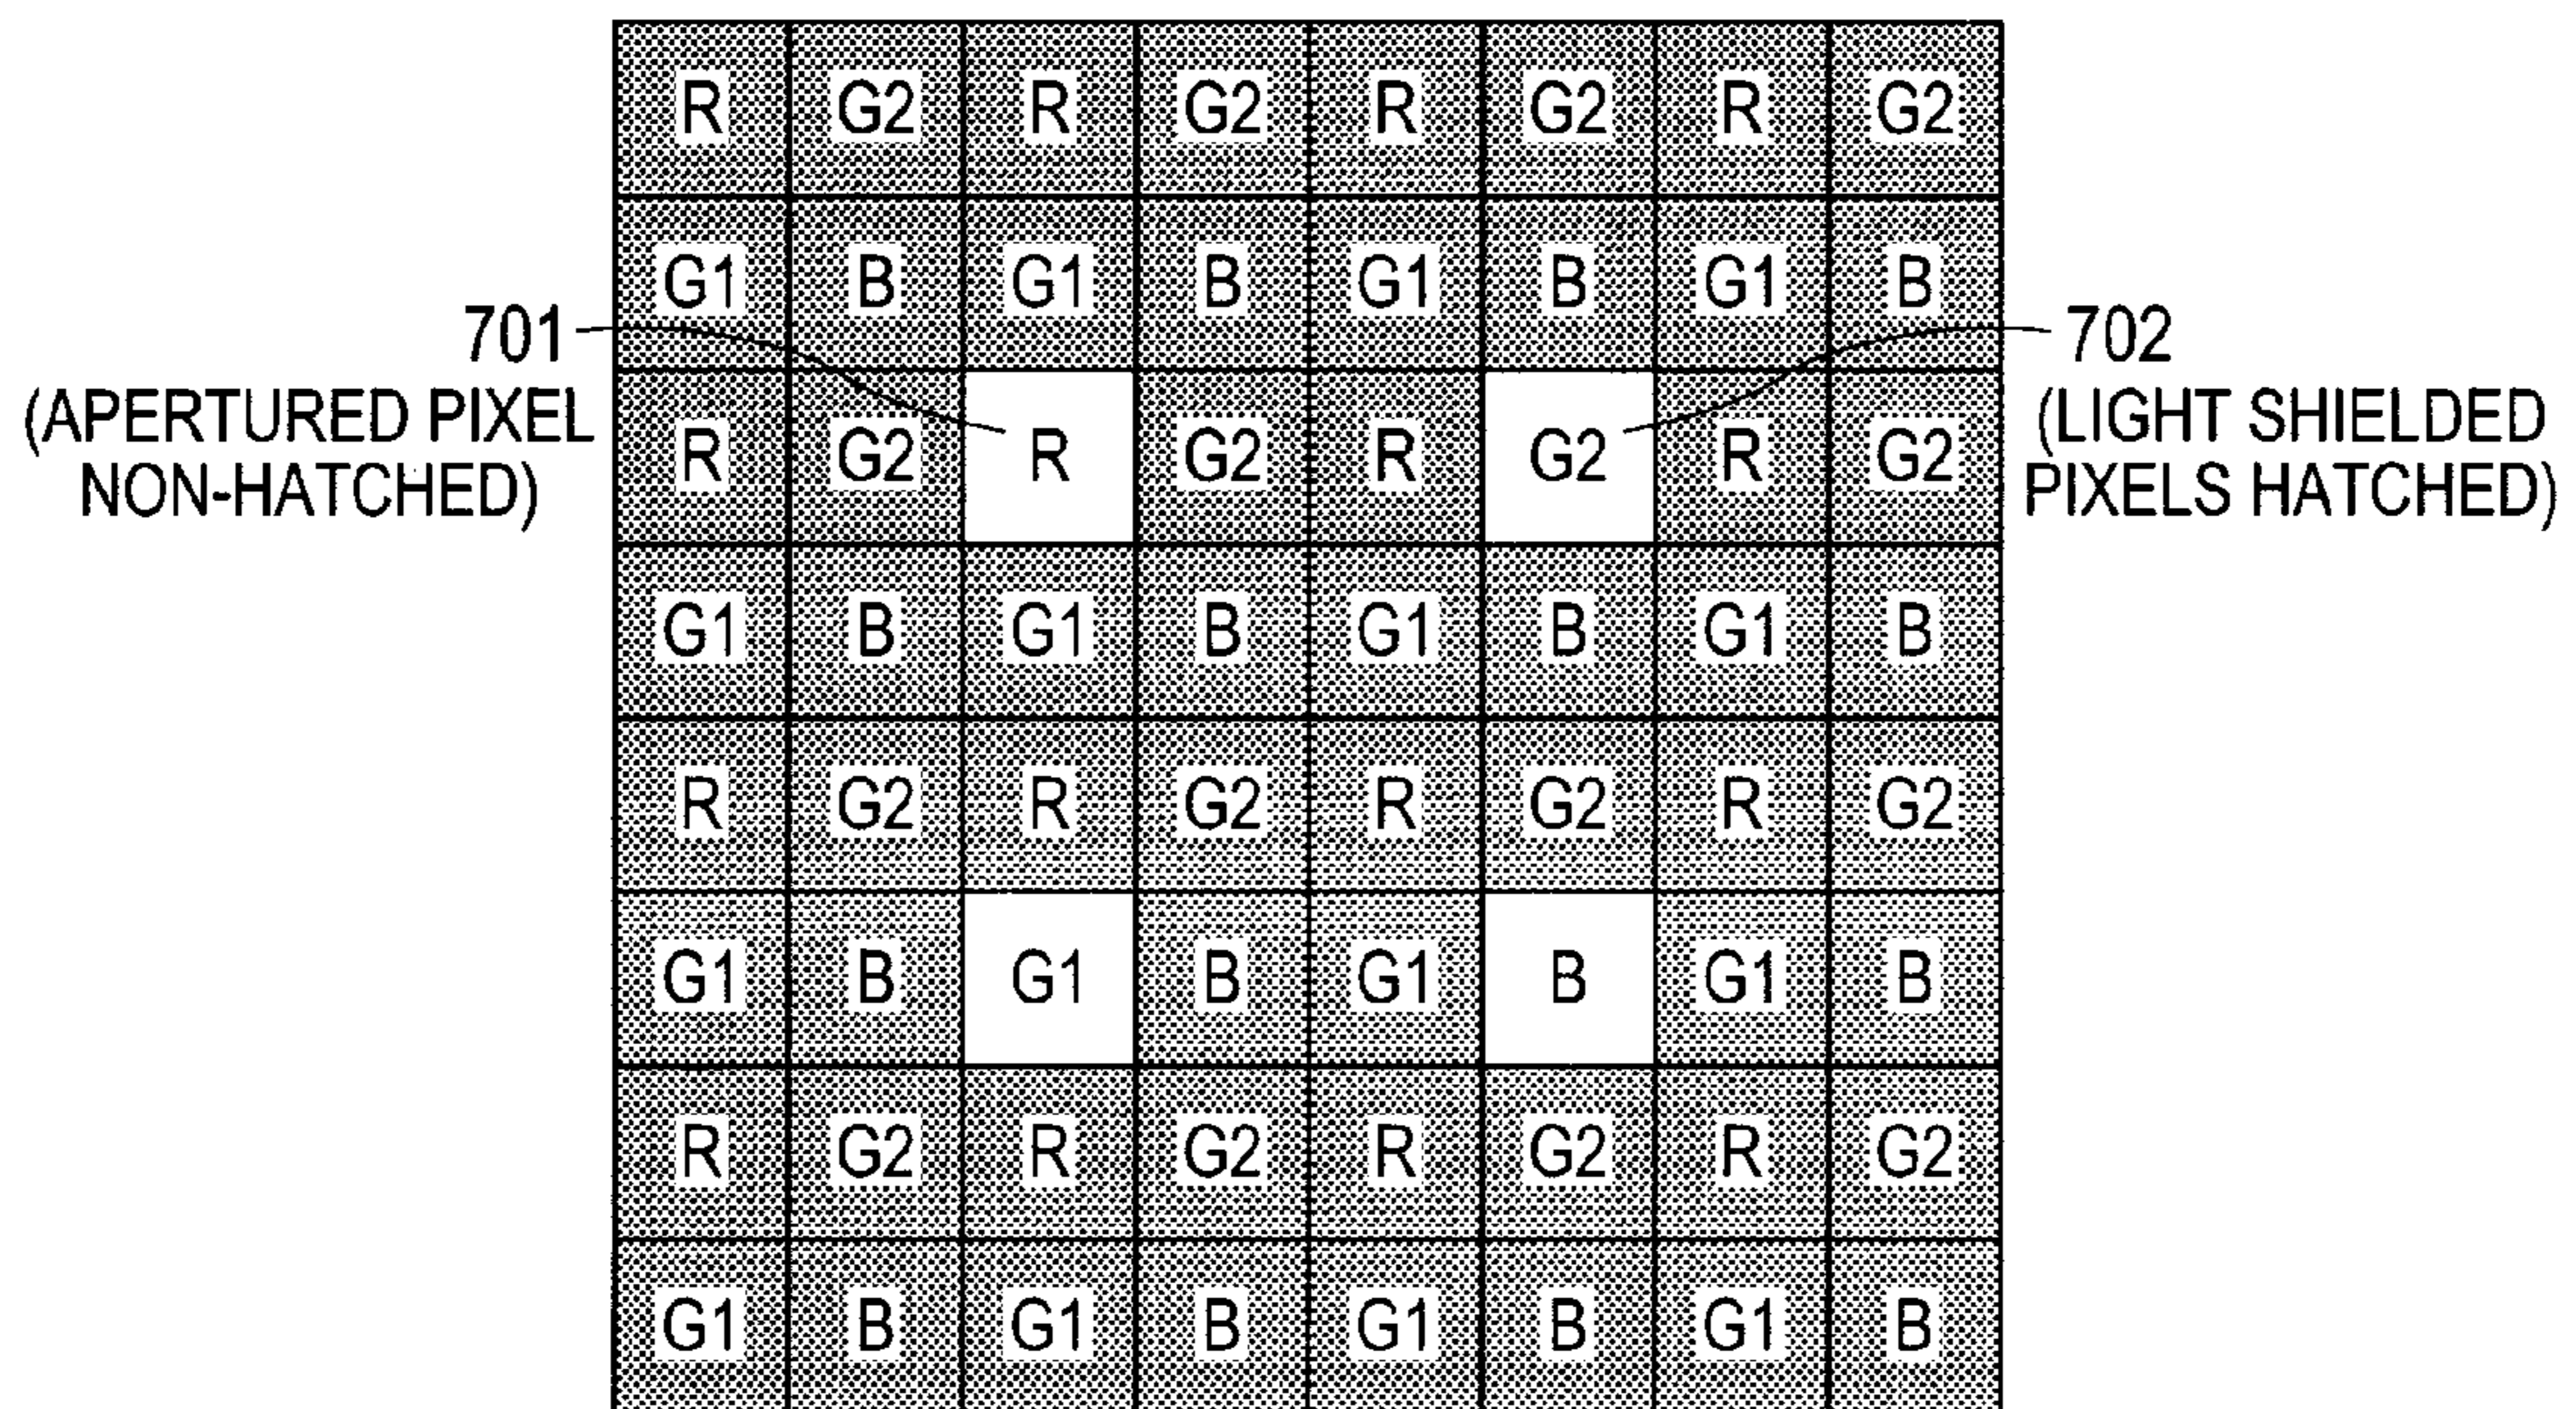 R G2 R G2 R G2 R G2
G1 B G1 B G1 B G1 B
701
(APERTURED PIXEL
NON-HATCHED)
702
(LIGHT SHIELDED
PIXELS HATCHED)
R G2 R G2 R G2 R G2
G1 B G1 B G1 B G1 B
R G2 R G2 R G2 R G2
G1 B G1 B G1 B G1 B
R G2 R G2 R G2 R G2
G1 B G1 B G1 B G1 B